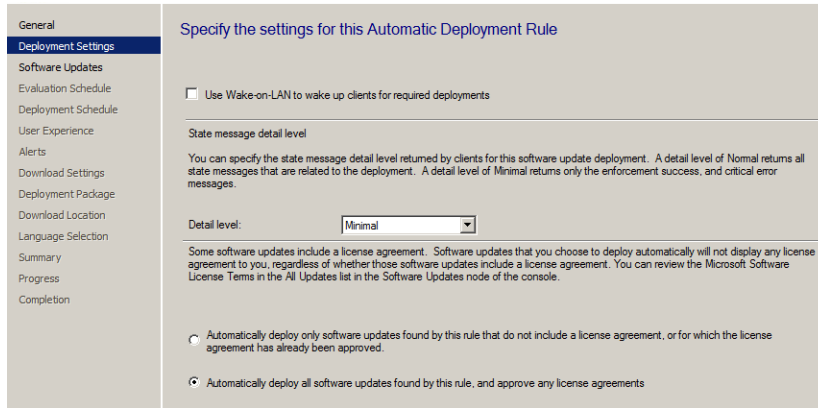 General
Deployment Settings
Software Updates
Evaluation Schedule
Deployment Schedule
User Experience
Alerts
Download Settings
Deployment Package
Download Location
Language Selection
Summary
Progress
Completion
Specify the settings for this Automatic Deployment Rule
Use Wake-on-LAN to wake up clients for required deployments
State message detail level
You can specify the state message detail level returned by clients for this software update deployment. A detail level of Normal returns all
state messages that are related to the deployment. A detail level of Minimal returns only the enforcement success, and critical error
messages.
Detail level: Minimal
Some software updates include a license agreement. Software updates that you choose to deploy automatically will not display any license
agreement to you, regardless of whether those software updates include a license agreement. You can review the Microsoft Software
License Terms in the All Updates list in the Software Updates node of the console.
Automatically deploy only software updates found by this rule that do not include a license agreement, or for which the license
agreement has already been approved.
Automatically deploy all software updates found by this rule, and approve any license agreements